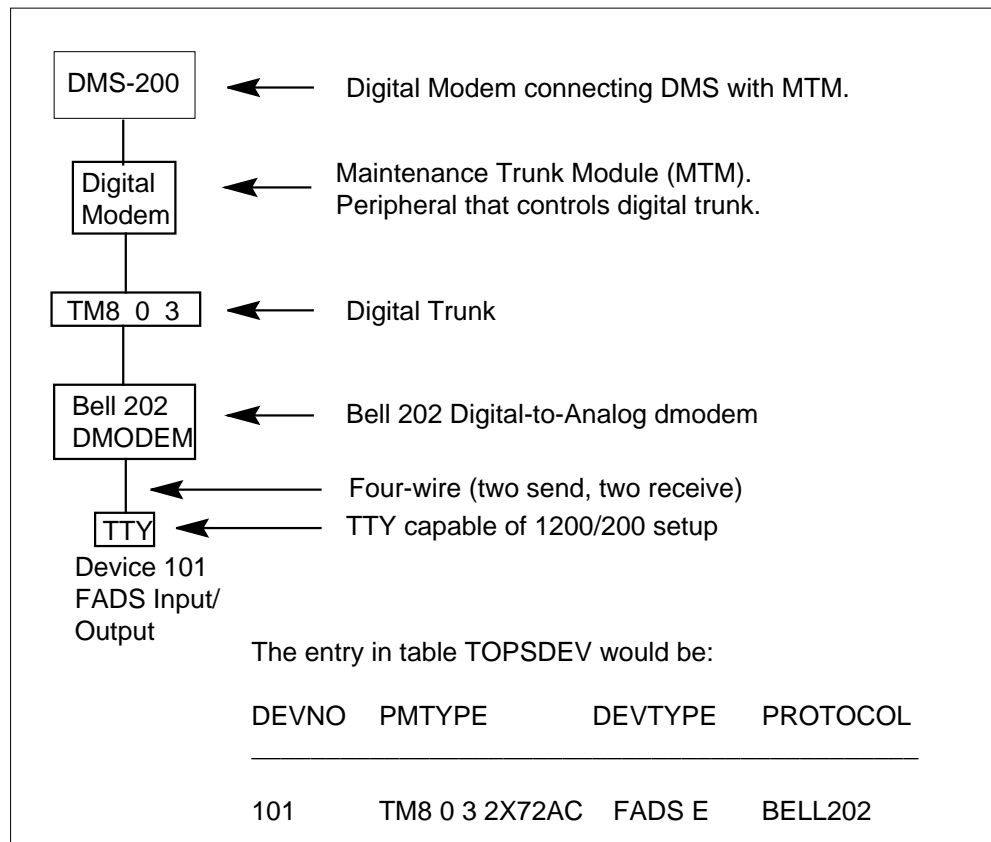 DMS-200
Digital Modem connecting DMS with MTM.
Digital
Modem
Maintenance Trunk Module (MTM).
Peripheral that controls digital trunk.
TM8 0 3
Digital Trunk
Bell 202
DMODEM
Bell 202 Digital-to-Analog dmodem
Four-wire (two send, two receive)
TTY
TTY capable of 1200/200 setup
Device 101
FADS Input/
Output
The entry in table TOPSDEV would be:
DEVNO PMTYPE DEVTYPE PROTOCOL
101 TM8 0 3 2X72AC FADS E BELL202